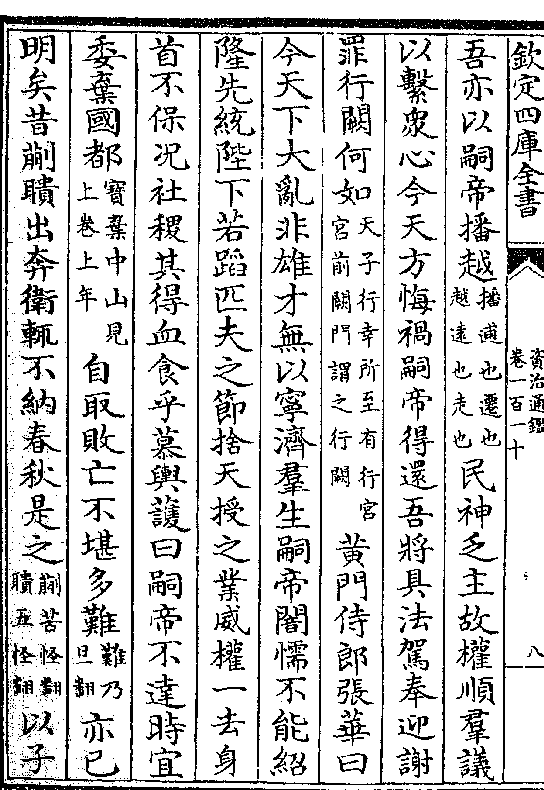 欽定四庫全書
資治通鑑
卷一百一十
八
吾亦以嗣帝播越播逋也遷也越遠也走也民神乏主故權順羣議
以繫衆心今天方悔禍嗣帝得還吾將具法駕奉迎謝
罪行闕何如天子行幸所至有行宮宮前闕門謂之行闕黃門侍郎張華曰
今天下大亂非雄才無以寧濟羣生嗣帝闇懦不能紹
隆先統陛下若蹈匹夫之節捨天授之業威權一去身
首不保况社稷其得血食乎慕輿䕶曰嗣帝不達時宜
委棄國都寶棄中山見上卷上年自取敗亡不堪多難難乃旦翻亦已
明矣昔蒯聵出奔衛輒不納春秋是之蒯苦怪翻聵五怪翻以子